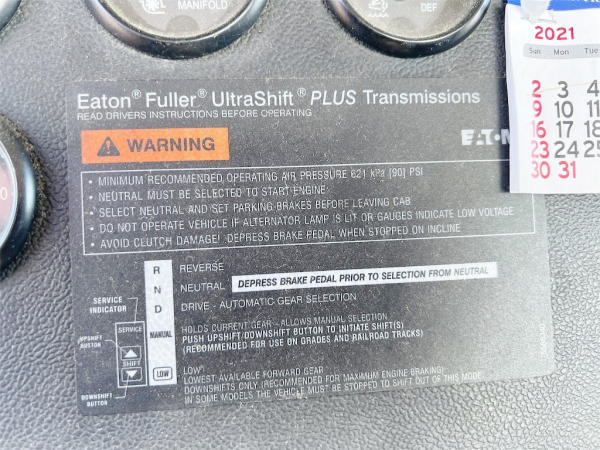 MANIFOLD
DEF
2021
Sun Mon Tue
2 3 4
9 10 11
16 17 18
23 24 25
30 31
Eaton® Fuller® UltraShift® PLUS Transmissions
READ DRIVERS INSTRUCTIONS BEFORE OPERATING
WARNING
• MINIMUM RECOMMENDED OPERATING AIR PRESSURE 621 kPa [90] PSI
• NEUTRAL MUST BE SELECTED TO START ENGINE
• SELECT NEUTRAL AND SET PARKING BRAKES BEFORE LEAVING CAB
• DO NOT OPERATE VEHICLE IF ALTERNATOR LAMP IS LIT OR GAUGES INDICATE LOW VOLTAGE
• AVOID CLUTCH DAMAGE! DEPRESS BRAKE PEDAL WHEN STOPPED ON INCLINE
R REVERSE
N NEUTRAL DEPRESS BRAKE PEDAL PRIOR TO SELECTION FROM NEUTRAL
D DRIVE - AUTOMATIC GEAR SELECTION
MANUAL HOLDS CURRENT GEAR - ALLOWS MANUAL SELECTION
PUSH UPSHIFT/DOWNSHIFT BUTTON TO INITIATE SHIFT(S)
(RECOMMENDED FOR USE ON GRADES AND RAILROAD TRACKS)
LOW LOW
LOWEST AVAILABLE FORWARD GEAR
DOWNSHIFTS ONLY (RECOMMENDED FOR MAXIMUM ENGINE BRAKING)
IN SOME MODELS THE VEHICLE MUST BE STOPPED TO SHIFT OUT OF THIS MODE
SERVICE
INDICATOR
UPSHIFT
BUTTON
SERVICE
SHIFT
DOWNSHIFT
BUTTON